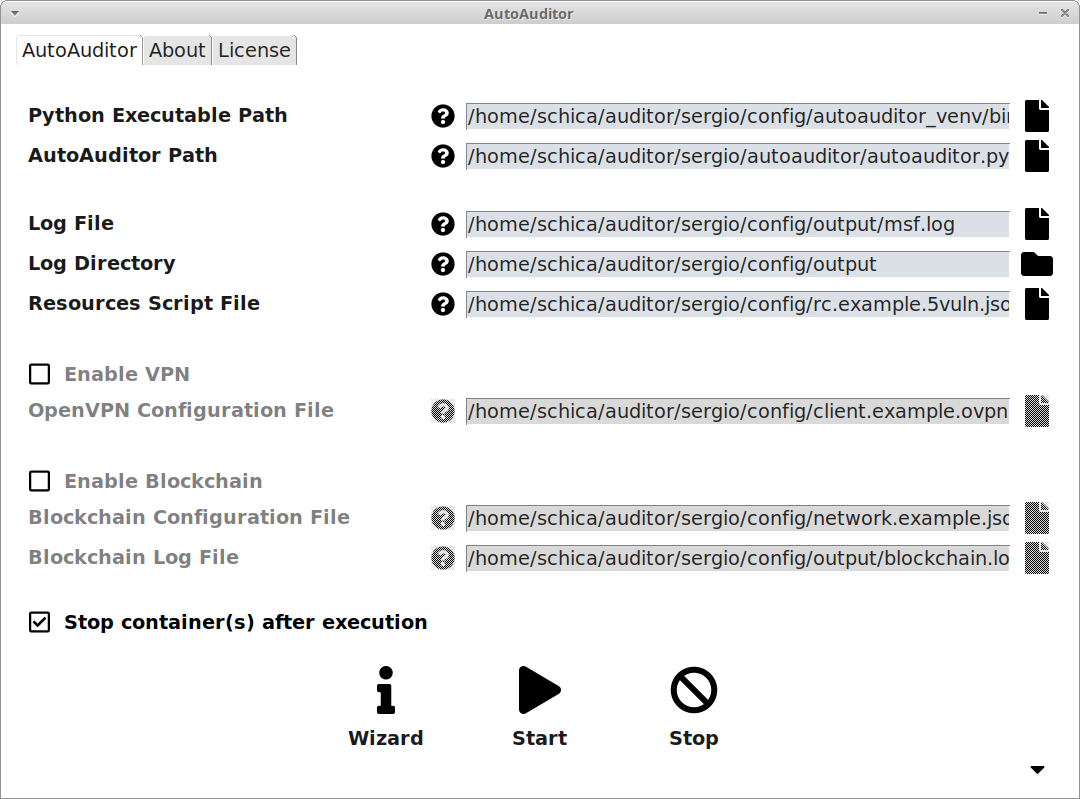 AutoAuditor
AutoAuditor About License
Python Executable Path ? /home/schica/auditor/sergio/config/autoauditor_venv/bin
AutoAuditor Path ? /home/schica/auditor/sergio/autoauditor/autoauditor.py
Log File ? /home/schica/auditor/sergio/config/output/msf.log
Log Directory ? /home/schica/auditor/sergio/config/output
Resources Script File ? /home/schica/auditor/sergio/config/rc.example.5vuln.jso
Enable VPN
OpenVPN Configuration File ? /home/schica/auditor/sergio/config/client.example.ovpn
Enable Blockchain
Blockchain Configuration File ? /home/schica/auditor/sergio/config/network.example.jso
Blockchain Log File ? /home/schica/auditor/sergio/config/output/blockchain.lo
Stop container(s) after execution
Wizard Start Stop